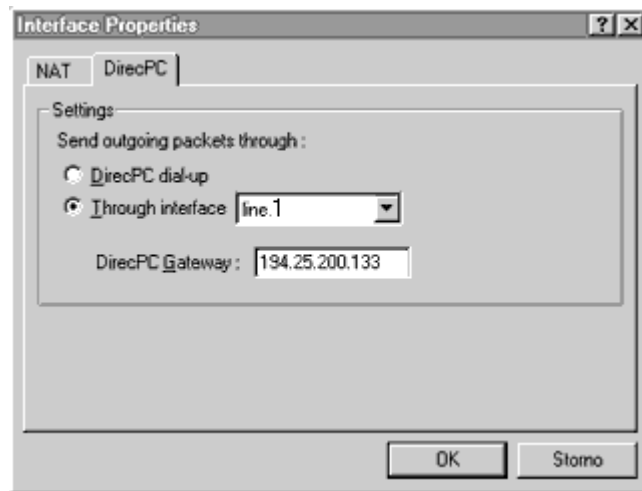 Interface Properties
NAT DirecPC
Settings
Send outgoing packets through :
DirecPC dial-up
Through interface line.1
DirecPC Gateway : 194.25.200.133
OK Storno